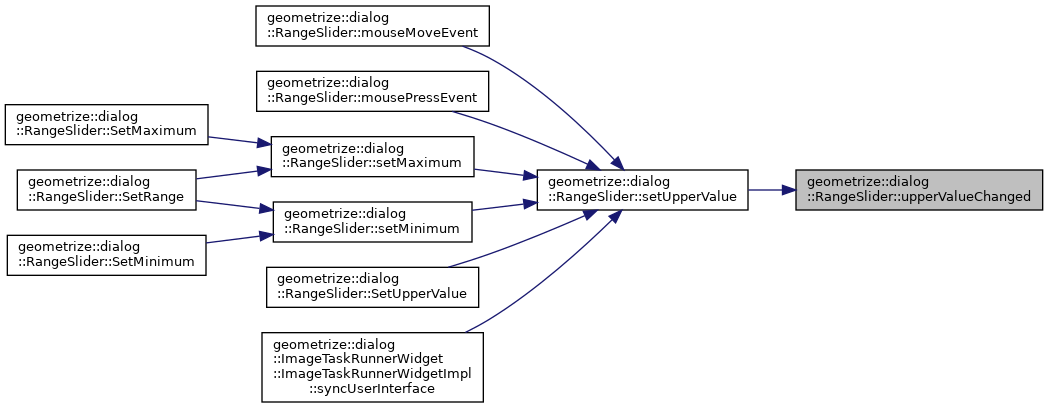 geometrize::dialog
::RangeSlider::mouseMoveEvent
geometrize::dialog
::RangeSlider::mousePressEvent
geometrize::dialog
::RangeSlider::SetMaximum
geometrize::dialog
::RangeSlider::setMaximum
geometrize::dialog
::RangeSlider::SetRange
geometrize::dialog
::RangeSlider::setUpperValue
geometrize::dialog
::RangeSlider::upperValueChanged
geometrize::dialog
::RangeSlider::setMinimum
geometrize::dialog
::RangeSlider::SetMinimum
geometrize::dialog
::RangeSlider::SetUpperValue
geometrize::dialog
::ImageTaskRunnerWidget
::ImageTaskRunnerWidgetImpl
::syncUserInterface